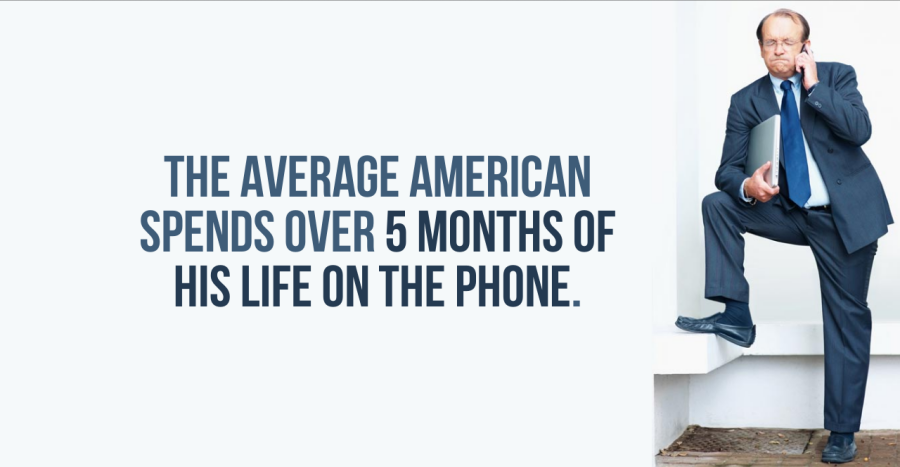 THE AVERAGE AMERICAN
SPENDS OVER 5 MONTHS OF
HIS LIFE ON THE PHONE.